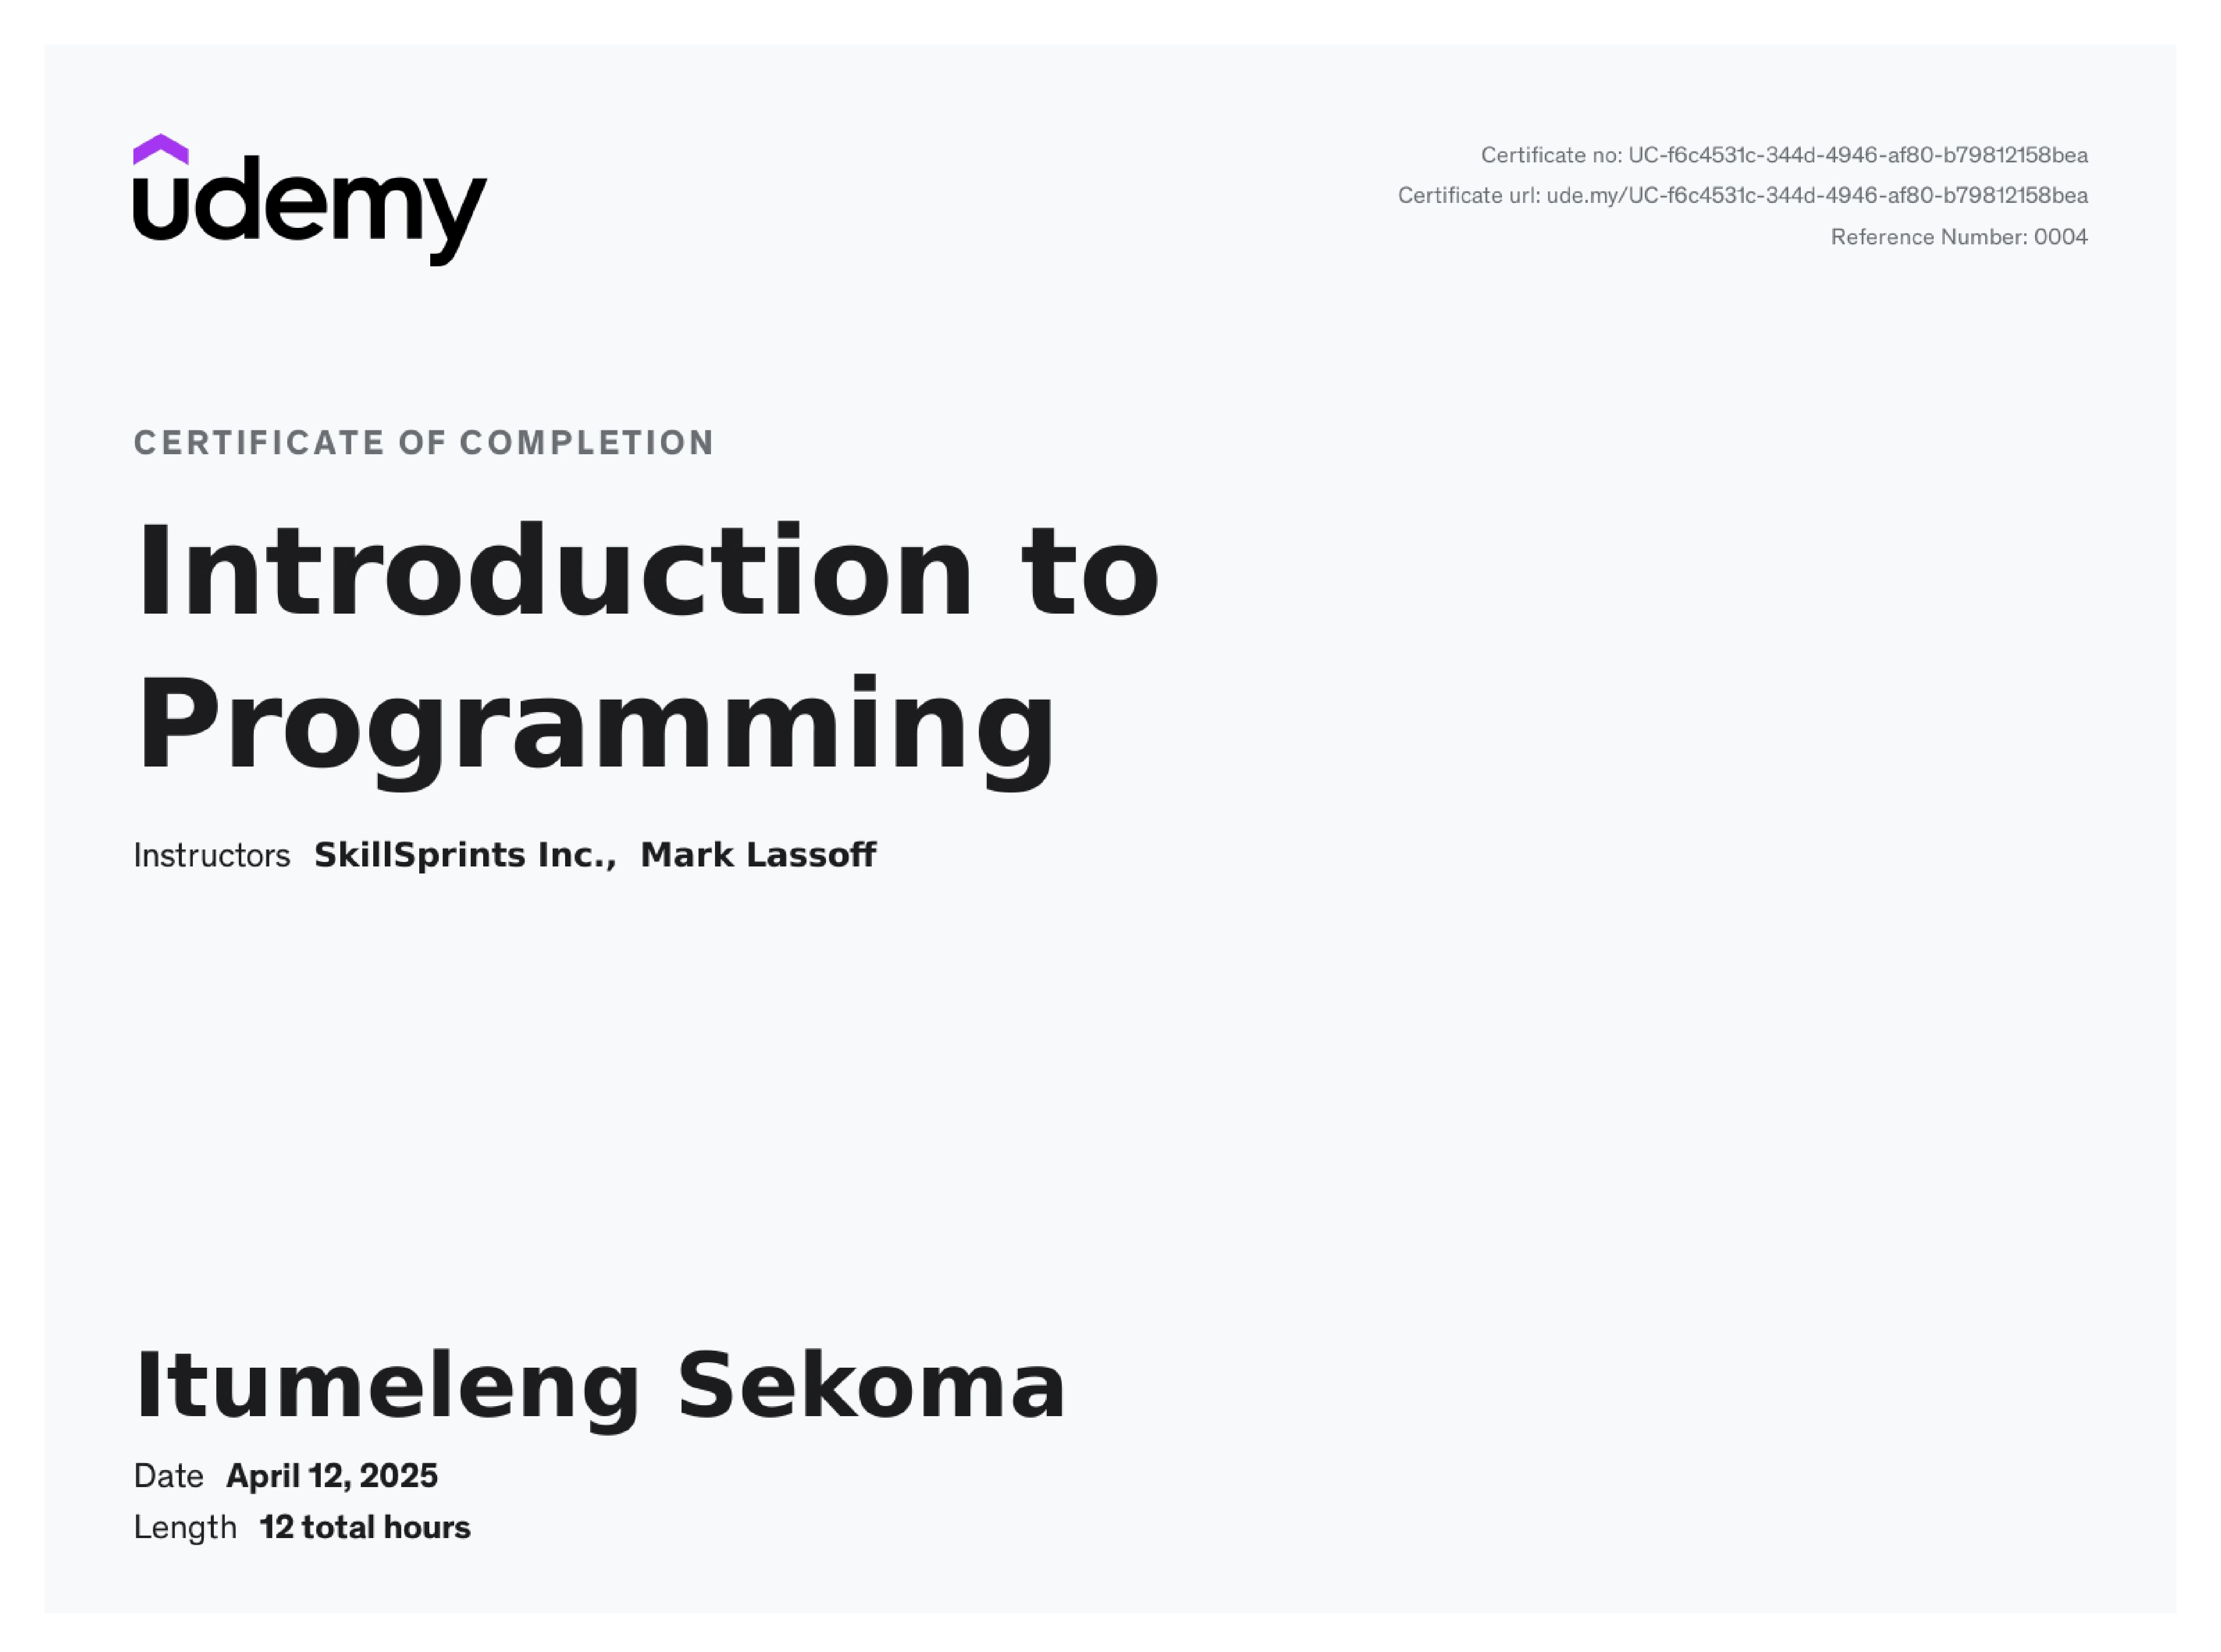 udemy
Certificate no: UC-f6c4531c-344d-4946-af80-b79812158bea
Certificate url: ude.my/UC-f6c4531c-344d-4946-af80-b79812158bea
Reference Number: 0004
CERTIFICATE OF COMPLETION
Introduction to
Programming
Instructors SkillSprints Inc., Mark Lassoff
Itumeleng Sekoma
Date April 12, 2025
Length 12 total hours